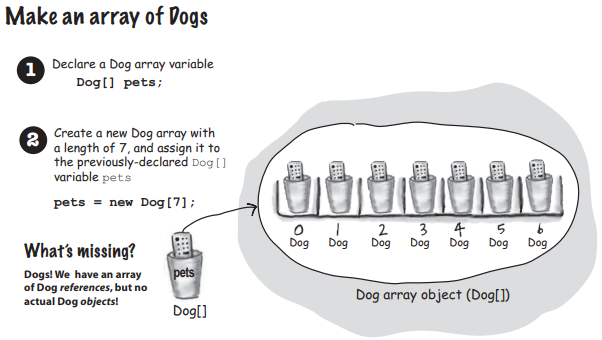 Make an array of Dogs
1
Declare a Dog array variable
Dog[] pets;
2
Create a new Dog array with
a length of 7, and assign it to
the previously-declared Dog[]
variable pets
pets = new Dog[7];
What's missing?
Dogs! We have an array
of Dog references, but no
actual Dog objects!
pets
Dog[]
0 1 2 3 4 5 6
Dog Dog Dog Dog Dog Dog Dog
Dog array object (Dog[])